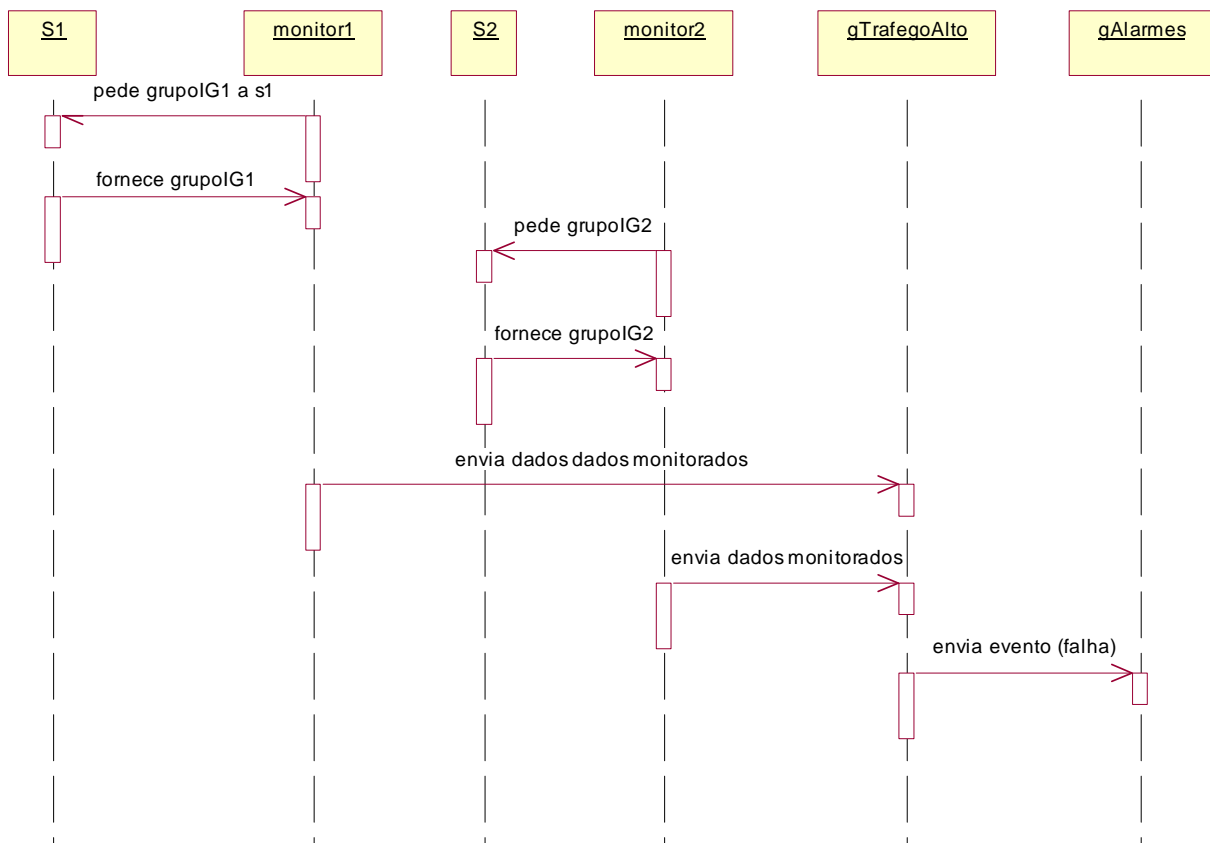 S1
monitor1
S2
monitor2
gTrafegoAlto
gAlarmes
pede grupoIG1 a s1
fornece grupoIG1
pede grupoIG2
fornece grupoIG2
envia dados dados monitorados
envia dados monitorados
envia evento (falha)